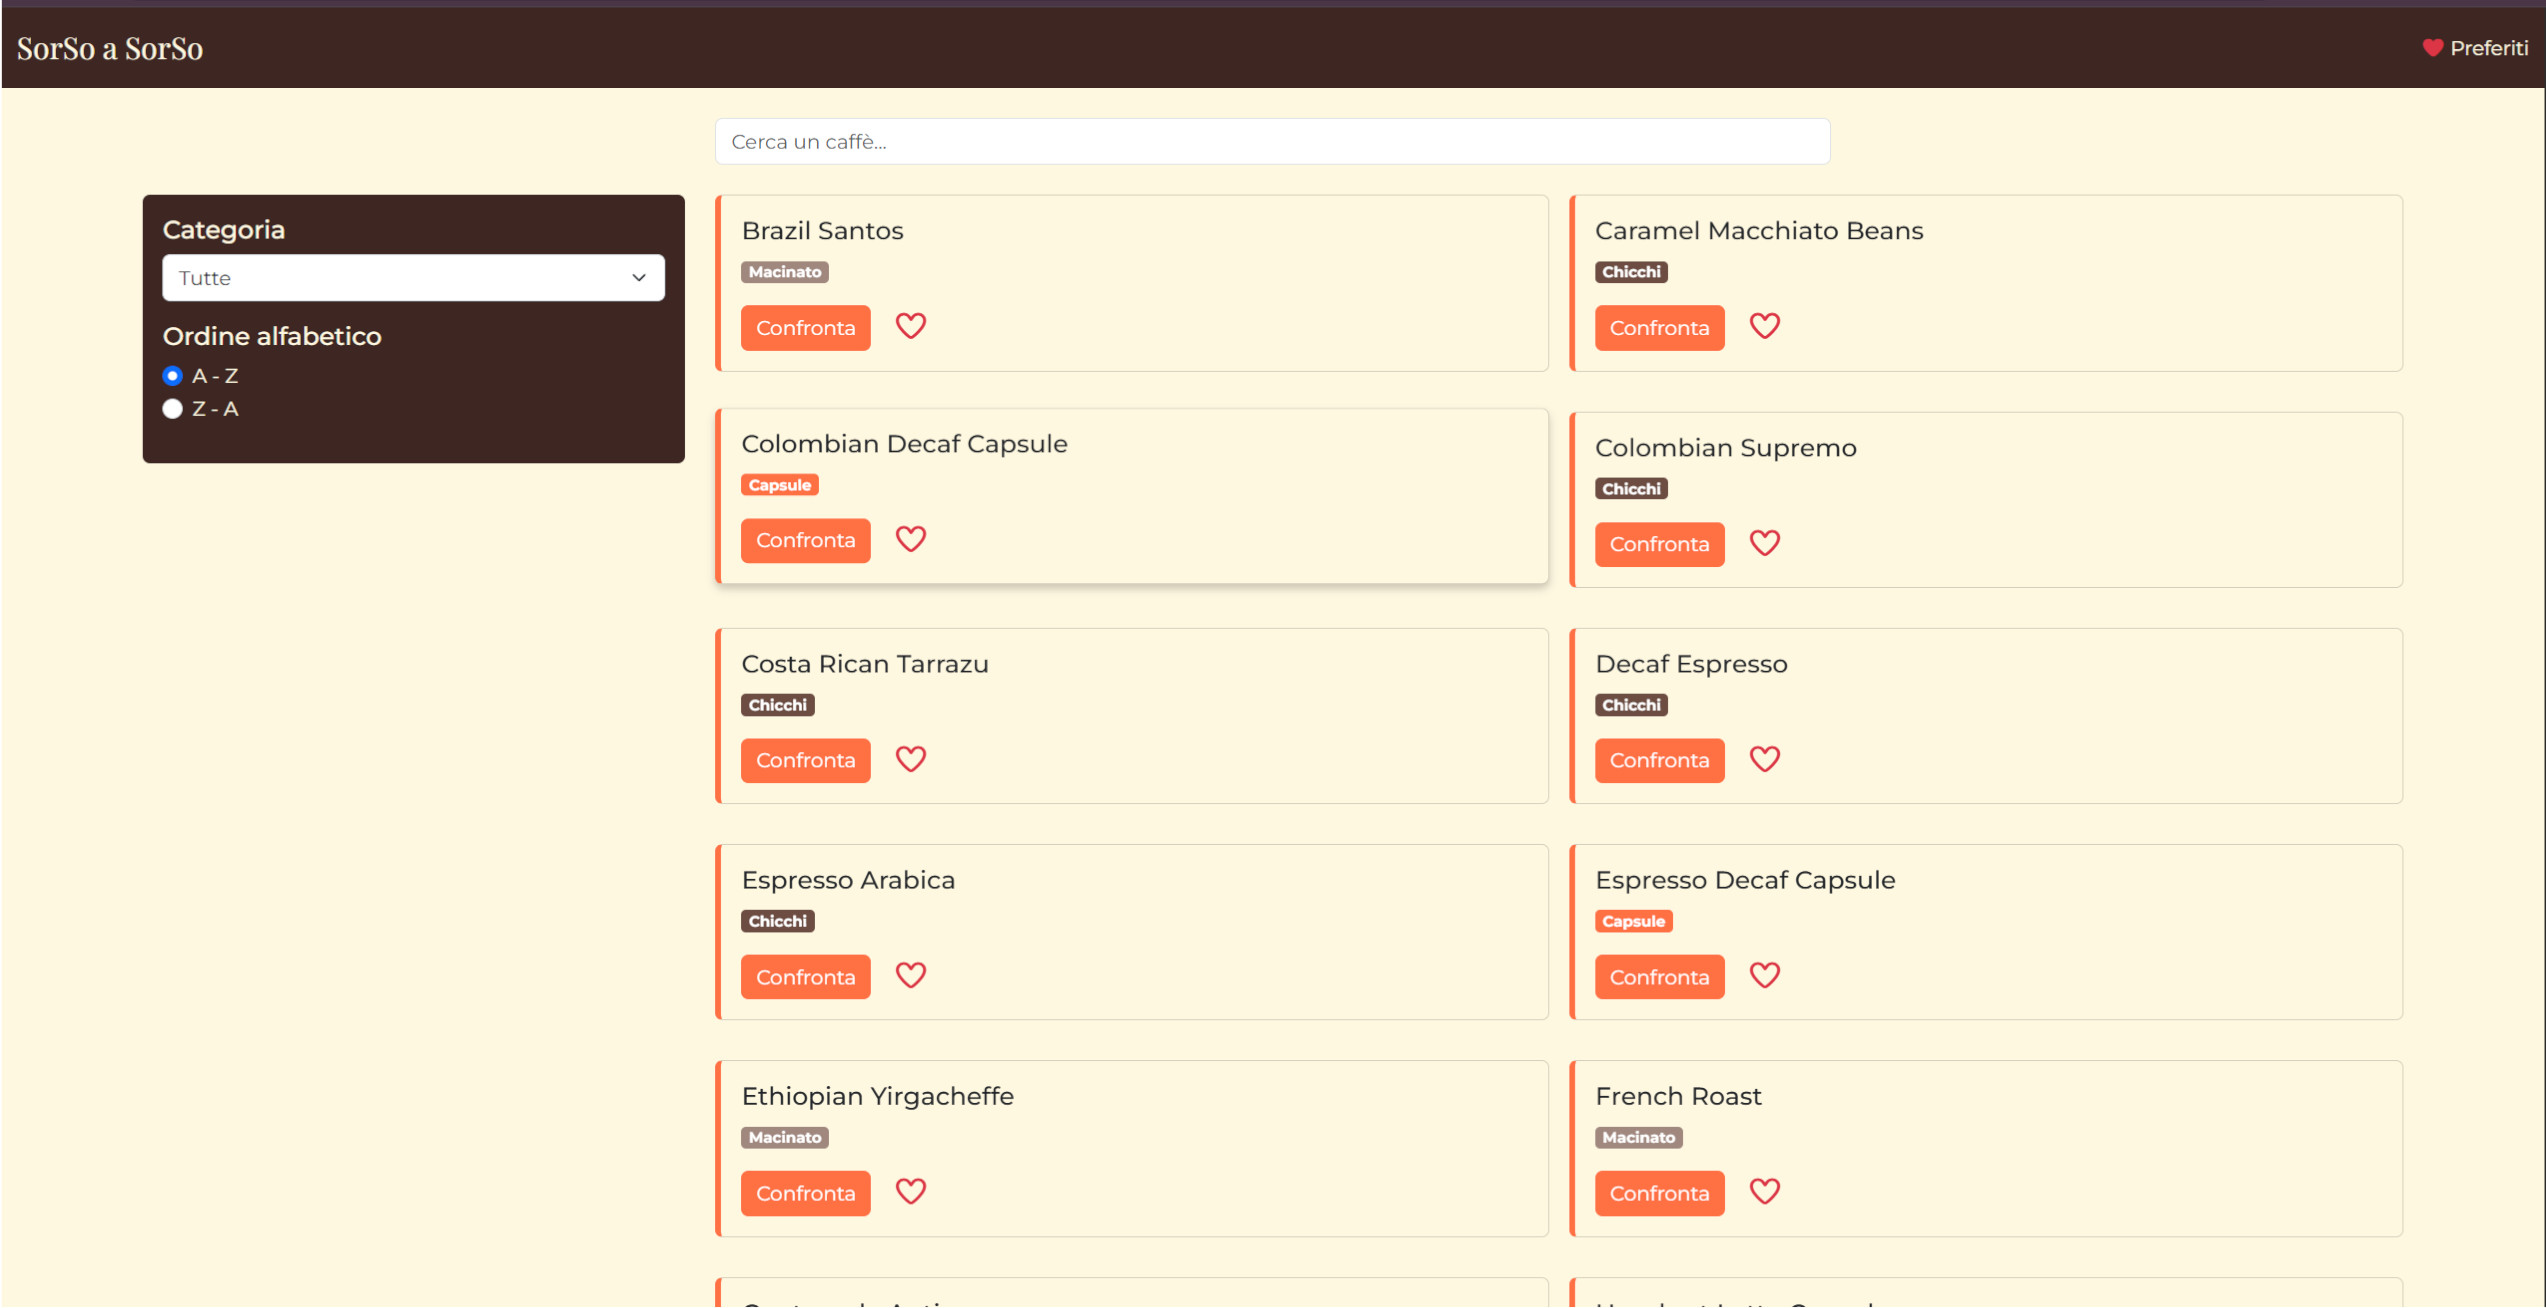 SorSo a SorSo
Preferiti
Cerca un caffè...
Categoria
Tutte
Ordine alfabetico
A - Z
Z - A
Brazil Santos
Macinato
Confronta
Caramel Macchiato Beans
Chicchi
Confronta
Colombian Decaf Capsule
Capsule
Confronta
Colombian Supremo
Chicchi
Confronta
Costa Rican Tarrazu
Chicchi
Confronta
Decaf Espresso
Chicchi
Confronta
Espresso Arabica
Chicchi
Confronta
Espresso Decaf Capsule
Capsule
Confronta
Ethiopian Yirgacheffe
Macinato
Confronta
French Roast
Macinato
Confronta